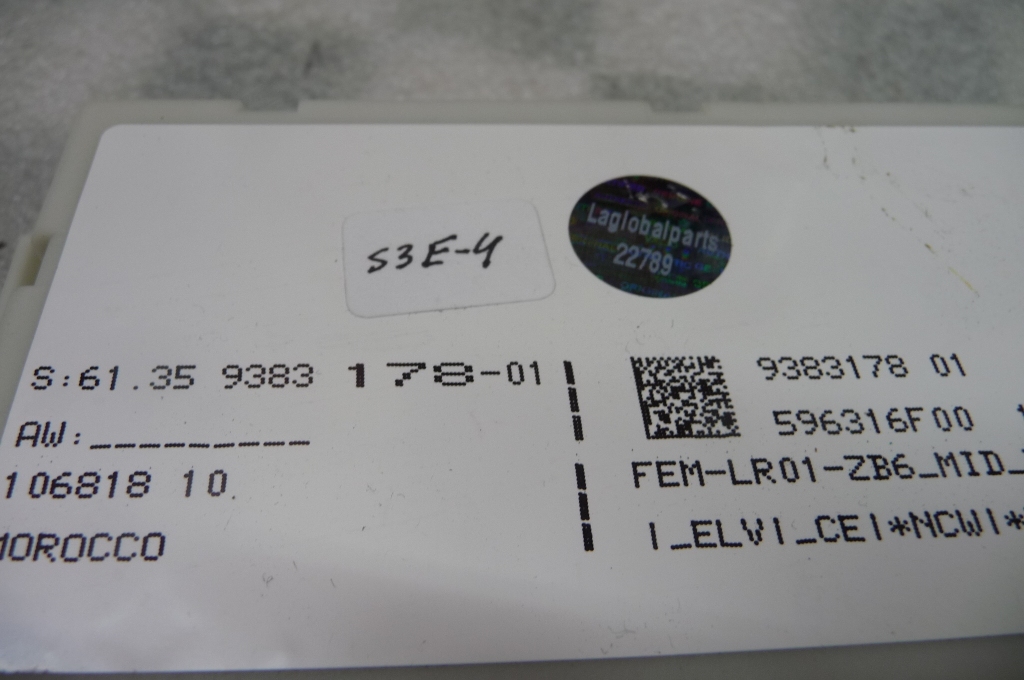 S3E-4
Laglobalparts
22789
S:61.35 9383 178-01
AW:_________
106818 10
MOROCCO
9383178 01
596316F00
FEM-LR01-ZB6_MID_
|_ELV|_CE|*NCW|*